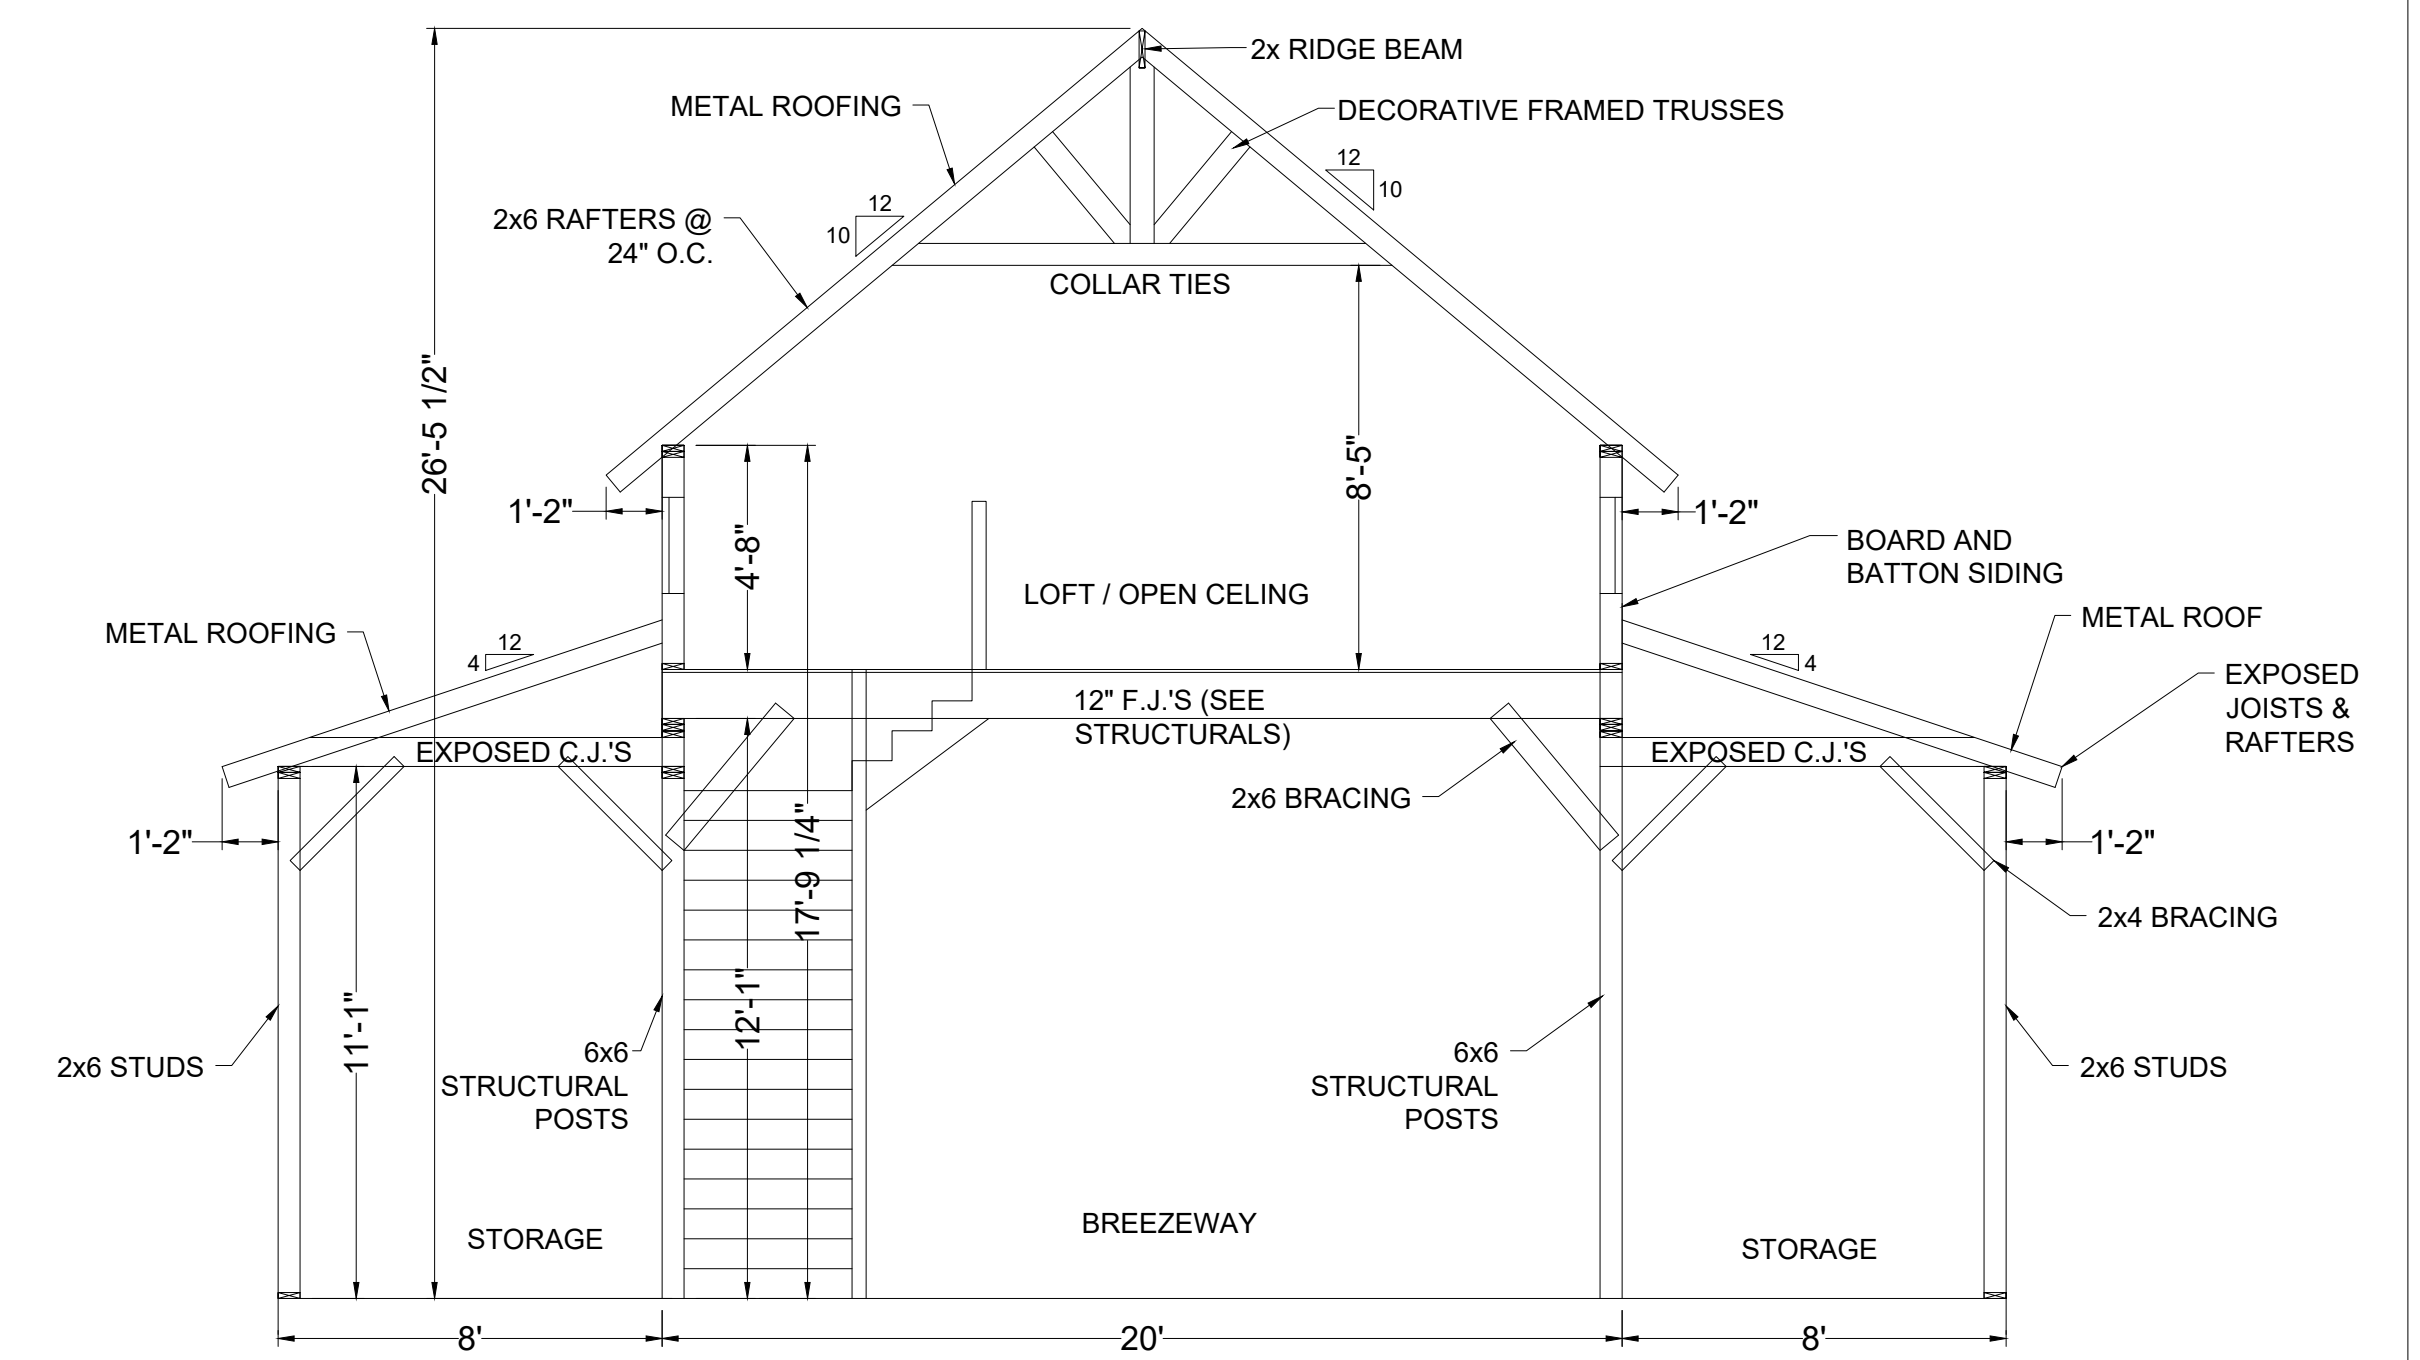 2x RIDGE BEAM
METAL ROOFING
DECORATIVE FRAMED TRUSSES
12
10
12
10
2x6 RAFTERS @
24" O.C.
COLLAR TIES
26'-5 1/2"
8'-5"
1'-2"
1'-2"
4'-8"
BOARD AND
BATTON SIDING
LOFT / OPEN CELING
METAL ROOFING
12
4
12
4
METAL ROOF
EXPOSED
JOISTS &
RAFTERS
12" F.J.'S (SEE
STRUCTURALS)
EXPOSED C.J.'S
EXPOSED C.J.'S
2x6 BRACING
1'-2"
1'-2"
17'-9 1/4"
2x4 BRACING
12'-1"
11'-1"
2x6 STUDS
6x6
STRUCTURAL
POSTS
6x6
STRUCTURAL
POSTS
2x6 STUDS
STORAGE
BREEZEWAY
STORAGE
8'
20'
8'